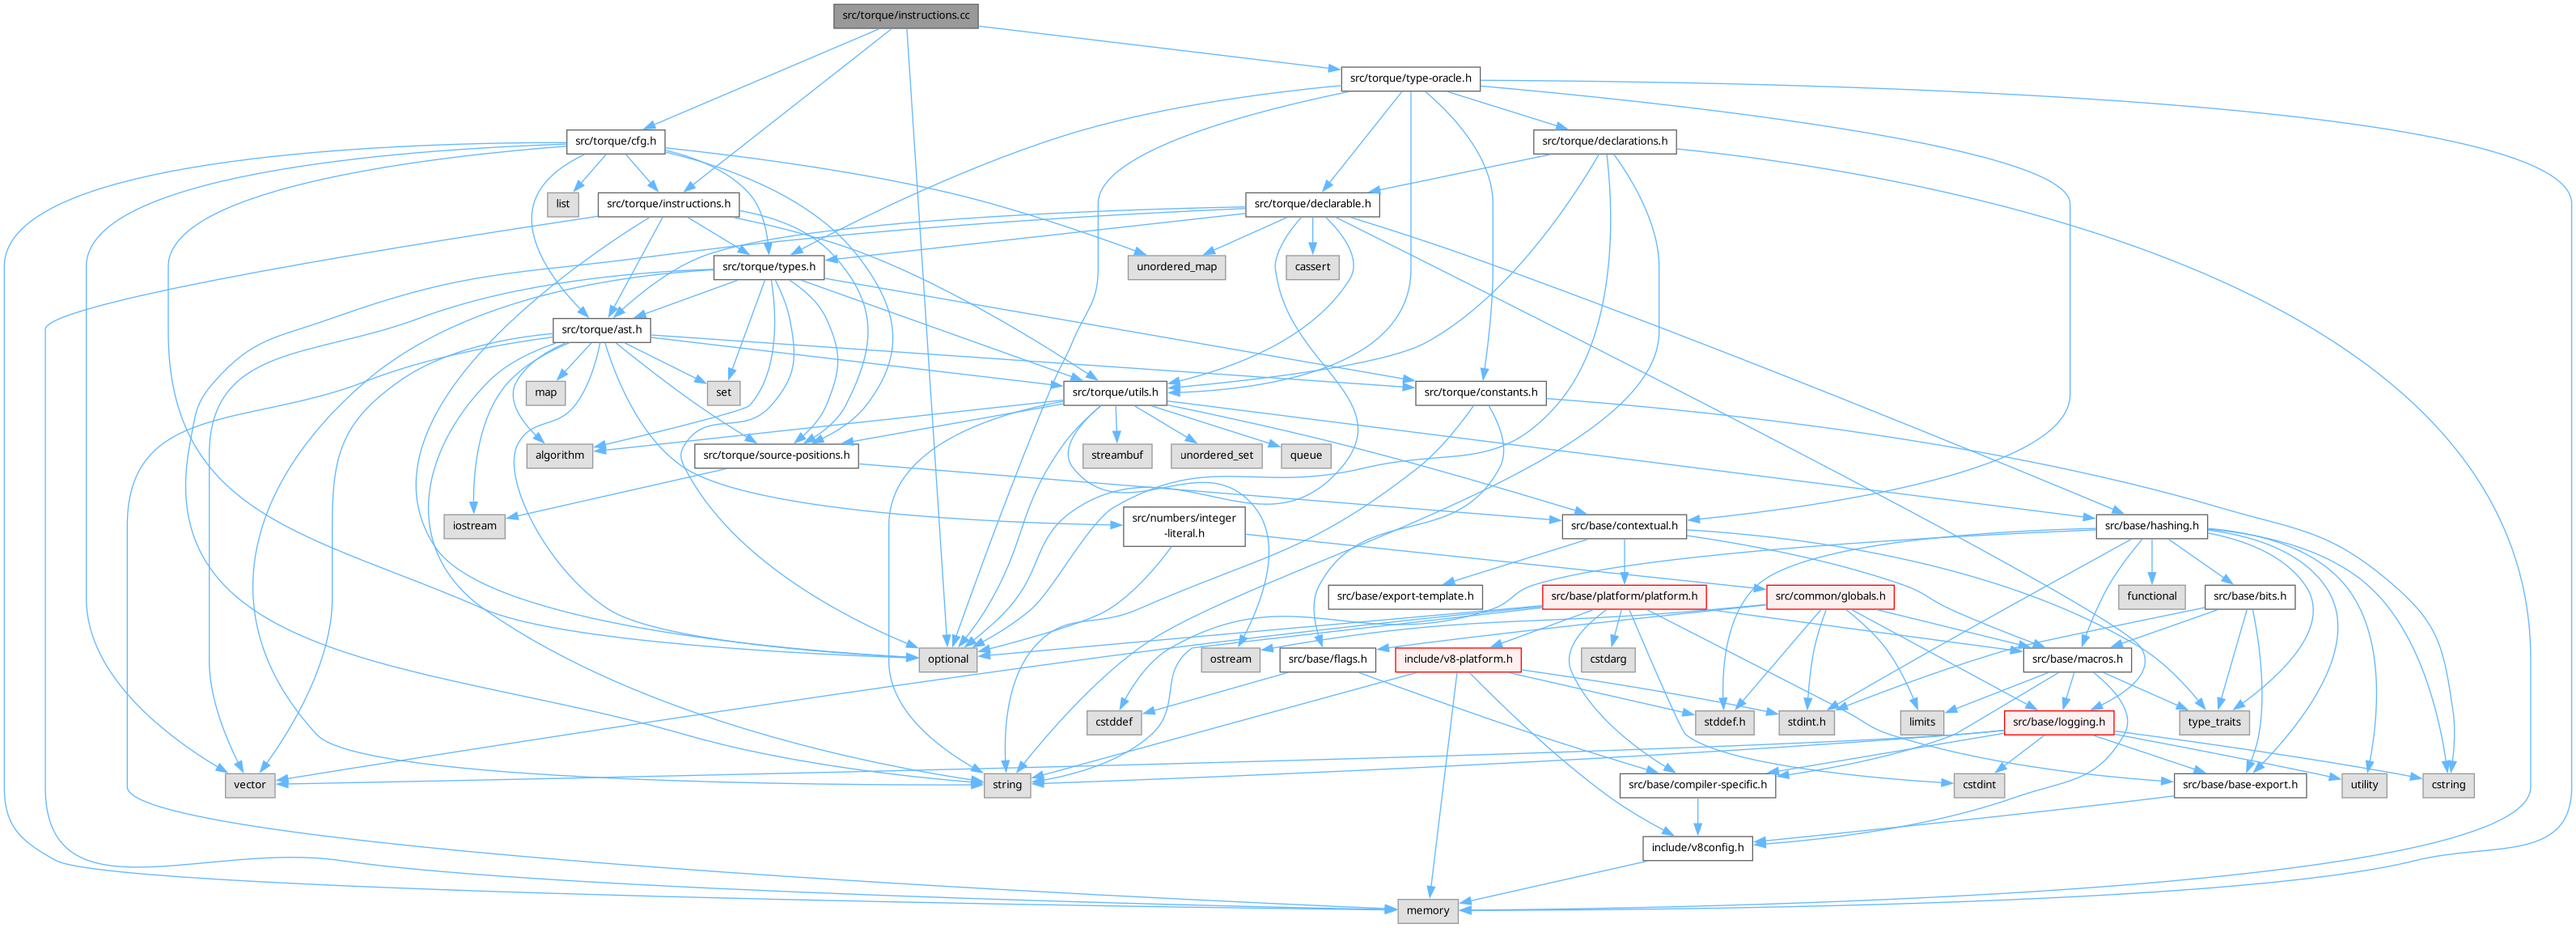 src/torque/instructions.cc
src/torque/type-oracle.h
src/torque/cfg.h
src/torque/declarations.h
list
src/torque/instructions.h
src/torque/declarable.h
src/torque/types.h
unordered_map
cassert
src/torque/ast.h
map
set
src/torque/utils.h
src/torque/constants.h
algorithm
src/torque/source-positions.h
streambuf
unordered_set
queue
iostream
src/numbers/integer
-literal.h
src/base/contextual.h
src/base/hashing.h
src/base/export-template.h
src/base/platform/platform.h
src/common/globals.h
functional
src/base/bits.h
optional
ostream
src/base/flags.h
include/v8-platform.h
cstdarg
src/base/macros.h
cstddef
stddef.h
stdint.h
limits
src/base/logging.h
type_traits
vector
string
src/base/compiler-specific.h
cstdint
src/base/base-export.h
utility
cstring
include/v8config.h
memory